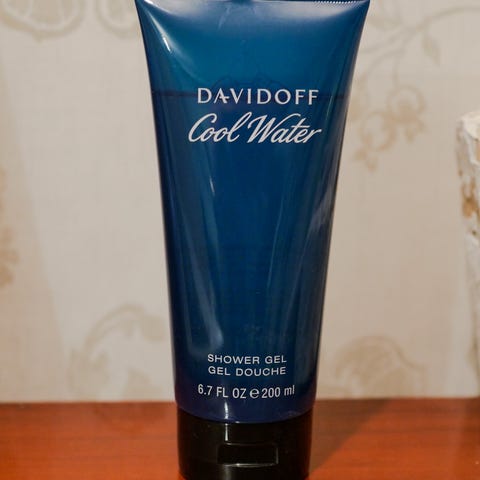 DAVIDOFF
Cool Water
SHOWER GEL
GEL DOUCHE
6.7 FL OZ ℮ 200 ml